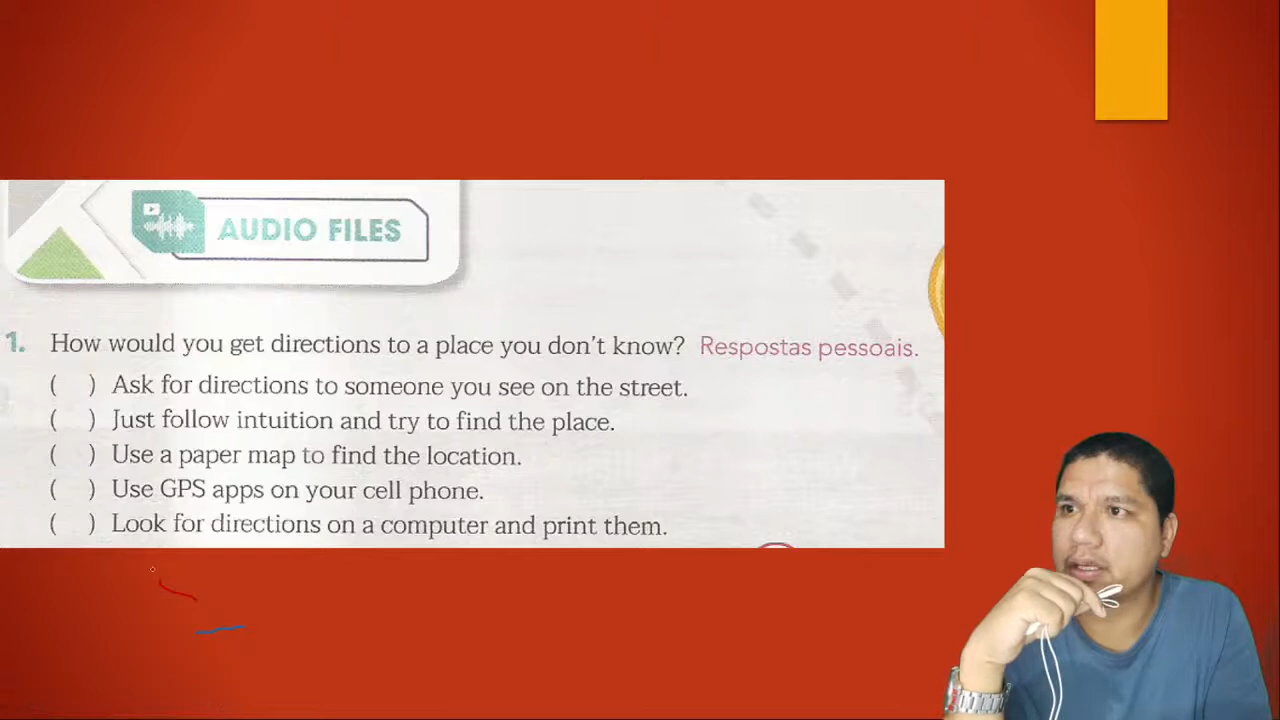 AUDIO FILES
1. How would you get directions to a place you don't know? Respostas pessoais.
( ) Ask for directions to someone you see on the street.
( ) Just follow intuition and try to find the place.
( ) Use a paper map to find the location.
( ) Use GPS apps on your cell phone.
( ) Look for directions on a computer and print them.